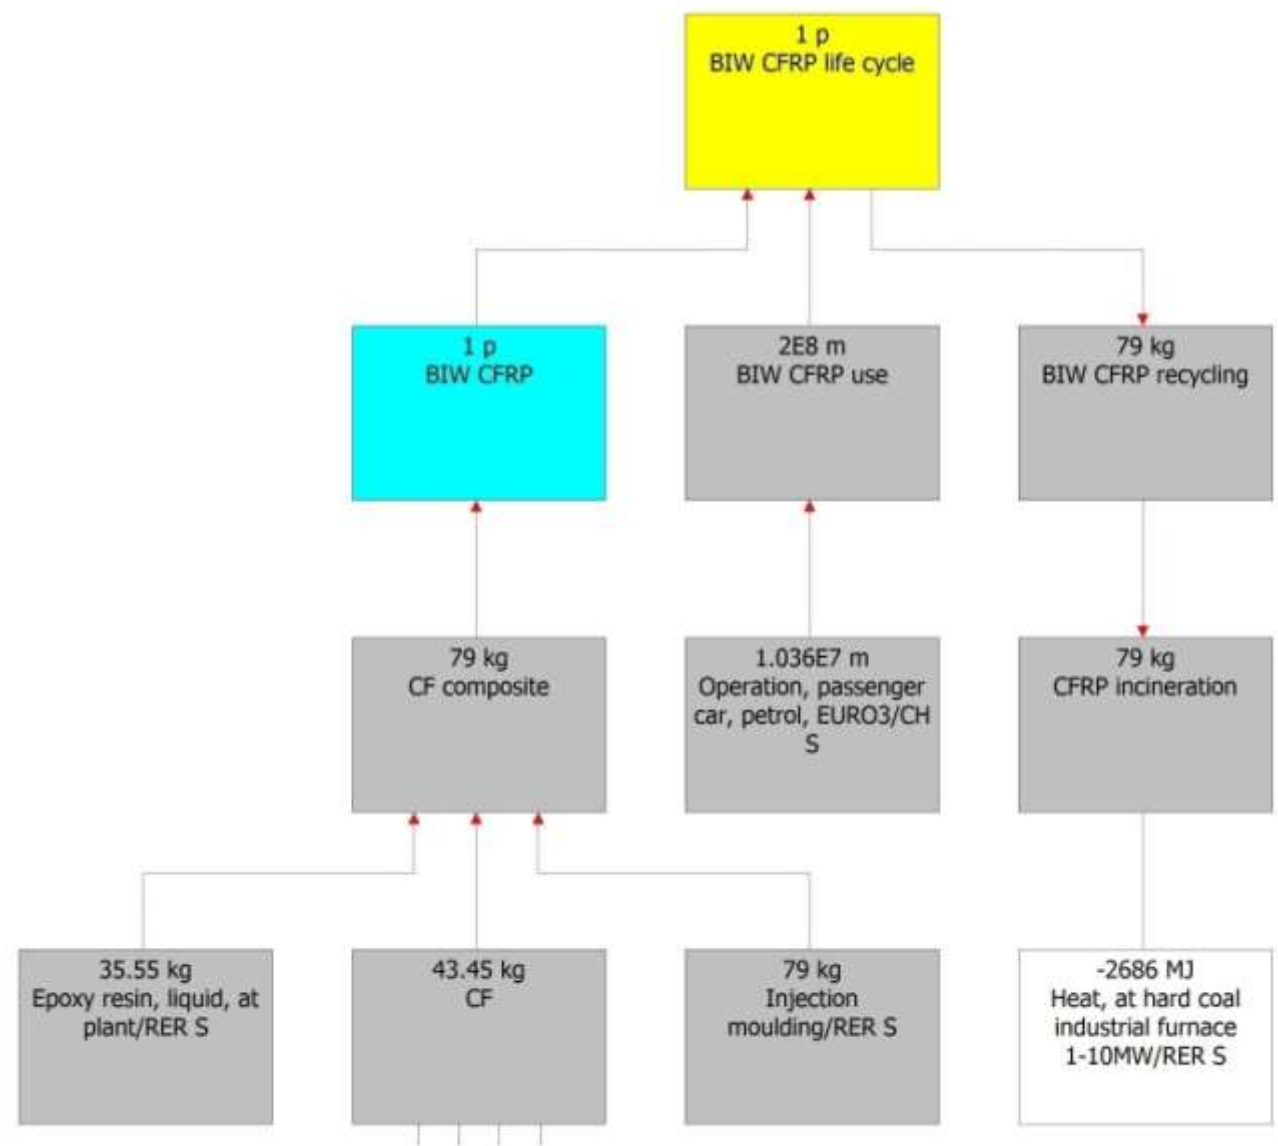 1 p
BIW CFRP life cycle
1 p
BIW CFRP
2E8 m
BIW CFRP use
79 kg
BIW CFRP recycling
79 kg
CF composite
1.036E7 m
Operation, passenger
car, petrol, EURO3/CH
S
79 kg
CFRP incineration
35.55 kg
Epoxy resin, liquid, at
plant/RER S
43.45 kg
CF
79 kg
Injection
moulding/RER S
-2686 MJ
Heat, at hard coal
industrial furnace
1-10MW/RER S